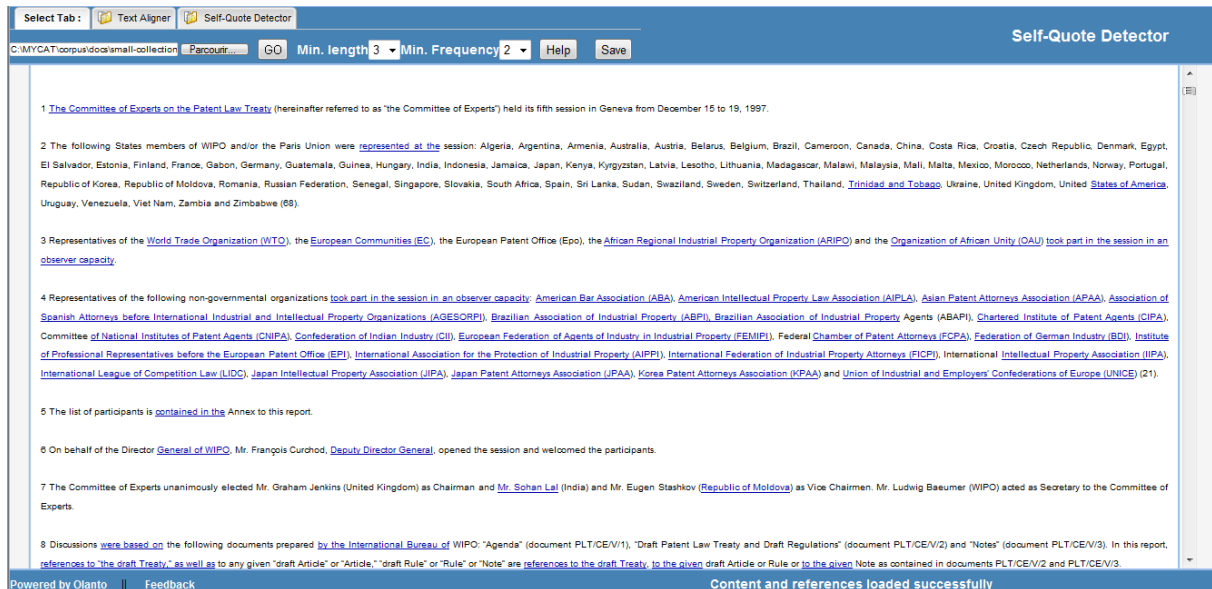 Select Tab :
Text Aligner
Self-Quote Detector
C:\MYCAT\corpus\docs\small-collection
Parcourir...
GO
Min. length
3
Min. Frequency
2
Help
Save
Self-Quote Detector
1 The Committee of Experts on the Patent Law Treaty (hereinafter referred to as "the Committee of Experts") held its fifth session in Geneva from December 15 to 19, 1997.
2 The following States members of WIPO and/or the Paris Union were represented at the session: Algeria, Argentina, Armenia, Australia, Austria, Belarus, Belgium, Brazil, Cameroon, Canada, China, Costa Rica, Croatia, Czech Republic, Denmark, Egypt,
El Salvador, Estonia, Finland, France, Gabon, Germany, Guatemala, Guinea, Hungary, India, Indonesia, Jamaica, Japan, Kenya, Kyrgyzstan, Latvia, Lesotho, Lithuania, Madagascar, Malawi, Malaysia, Mali, Malta, Mexico, Morocco, Netherlands, Norway, Portugal,
Republic of Korea, Republic of Moldova, Romania, Russian Federation, Senegal, Singapore, Slovakia, South Africa, Spain, Sri Lanka, Sudan, Swaziland, Sweden, Switzerland, Thailand, Trinidad and Tobago, Ukraine, United Kingdom, United States of America,
Uruguay, Venezuela, Viet Nam, Zambia and Zimbabwe (68).
3 Representatives of the World Trade Organization (WTO), the European Communities (EC), the European Patent Office (Epo), the African Regional Industrial Property Organization (ARIPO) and the Organization of African Unity (OAU) took part in the session in an
observer capacity.
4 Representatives of the following non-governmental organizations took part in the session in an observer capacity: American Bar Association (ABA), American Intellectual Property Law Association (AIPLA), Asian Patent Attorneys Association (APAA), Association of
Spanish Attorneys before International Industrial and Intellectual Property Organizations (AGESORPI), Brazilian Association of Industrial Property (ABPI), Brazilian Association of Industrial Property Agents (ABAPI), Chartered Institute of Patent Agents (CIPA),
Committee of National Institutes of Patent Agents (CNIPA), Confederation of Indian Industry (CII), European Federation of Agents of Industry in Industrial Property (FEMIPI), Federal Chamber of Patent Attorneys (FCPA), Federation of German Industry (BDI), Institute
of Professional Representatives before the European Patent Office (EPI), International Association for the Protection of Industrial Property (AIPPI), International Federation of Industrial Property Attorneys (FICPI), International Intellectual Property Association (IIPA),
International League of Competition Law (LIDC), Japan Intellectual Property Association (JIPA), Japan Patent Attorneys Association (JPAA), Korea Patent Attorneys Association (KPAA) and Union of Industrial and Employers' Confederations of Europe (UNICE) (21).
5 The list of participants is contained in the Annex to this report.
6 On behalf of the Director General of WIPO, Mr. François Curchod, Deputy Director General, opened the session and welcomed the participants.
7 The Committee of Experts unanimously elected Mr. Graham Jenkins (United Kingdom) as Chairman and Mr. Sohan Lal (India) and Mr. Eugen Stashkov (Republic of Moldova) as Vice Chairmen. Mr. Ludwig Baeumer (WIPO) acted as Secretary to the Committee of
Experts.
8 Discussions were based on the following documents prepared by the International Bureau of WIPO: "Agenda" (document PLT/CE/V/1), "Draft Patent Law Treaty and Draft Regulations" (document PLT/CE/V/2) and "Notes" (document PLT/CE/V/3). In this report,
references to "the draft Treaty," as well as to any given "draft Article" or "Article," "draft Rule" or "Rule" or "Note" are references to the draft Treaty, to the given draft Article or Rule or to the given Note as contained in documents PLT/CE/V/2 and PLT/CE/V/3.
Powered by Olanto || Feedback
Content and references loaded successfully